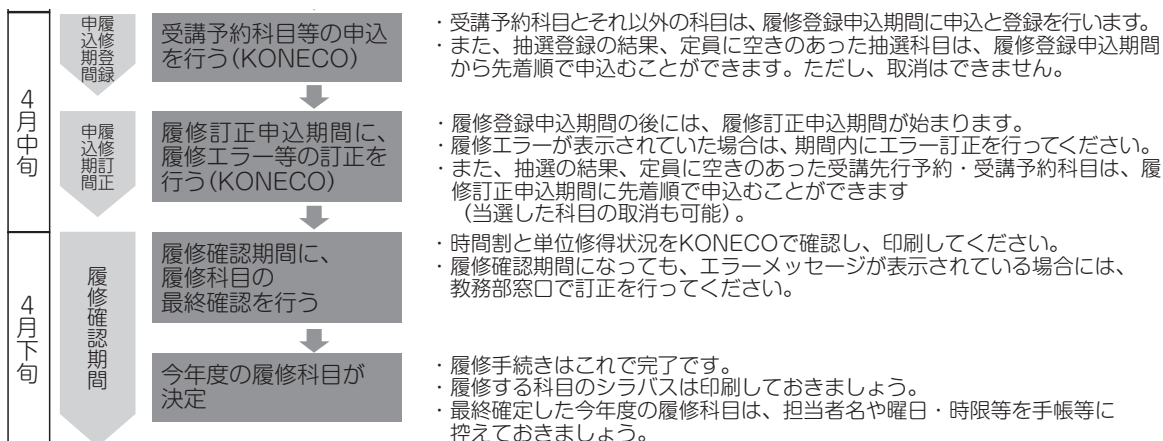 4月中旬
履修登録
申込期間
受講予約科目等の申込
を行う(KONECO)
・受講予約科目とそれ以外の科目は、履修登録申込期間に申込と登録を行います。
・また、抽選登録の結果、定員に空きのあった抽選科目は、履修登録申込期間
から先着順で申込むことができます。ただし、取消はできません。
履修訂正
申込期間
履修訂正申込期間に、
履修エラー等の訂正を
行う(KONECO)
・履修登録申込期間の後には、履修訂正申込期間が始まります。
・履修エラーが表示されていた場合は、期間内にエラー訂正を行ってください。
・また、抽選の結果、定員に空きのあった受講先行予約・受講予約科目は、履
修訂正申込期間に先着順で申込むことができます
（当選した科目の取消も可能）。
4月下旬
履修確認期間
履修確認期間に、
履修科目の
最終確認を行う
・時間割と単位修得状況をKONECOで確認し、印刷してください。
・履修確認期間になっても、エラーメッセージが表示されている場合には、
教務部窓口で訂正を行ってください。
今年度の履修科目が
決定
・履修手続きはこれで完了です。
・履修する科目のシラバスは印刷しておきましょう。
・最終確定した今年度の履修科目は、担当者名や曜日・時限等を手帳等に
控えておきましょう。